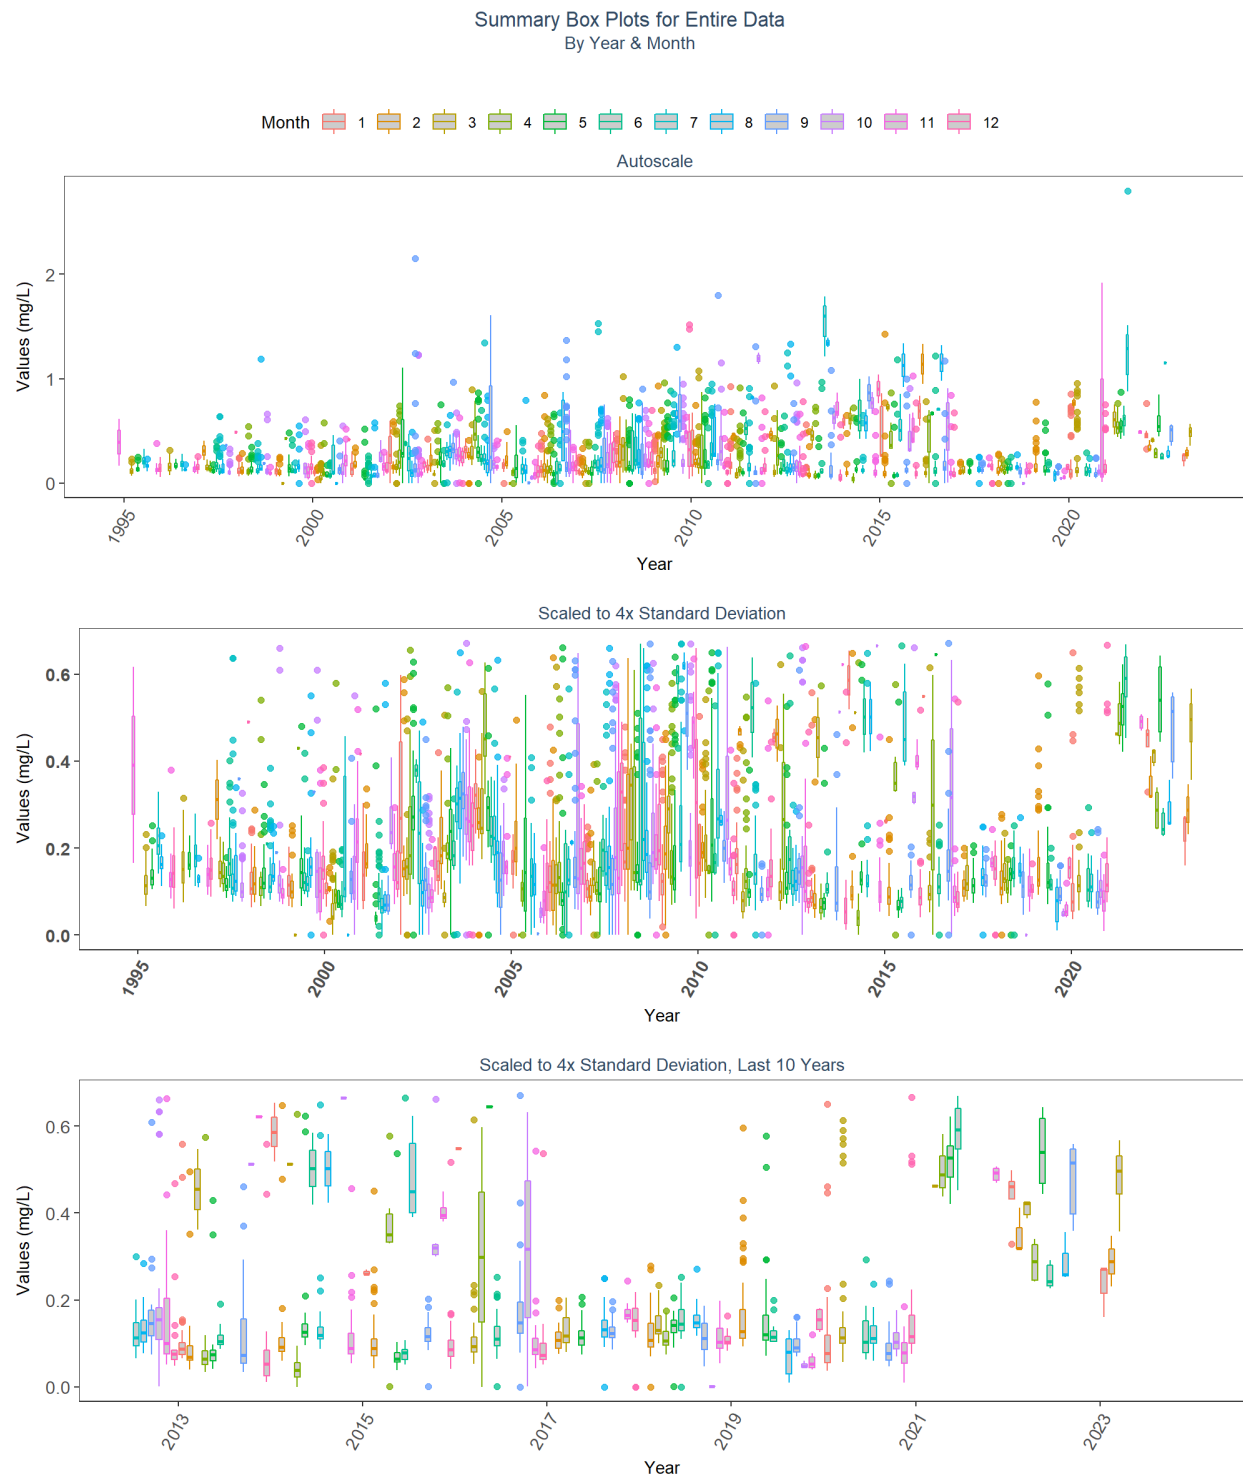 Summary Box Plots for Entire Data
By Year & Month
Month 1 2 3 4 5 6 7 8 9 10 11 12
Autoscale
Values (mg/L)
2
1
0
1995 2000 2005 2010 2015 2020
Year
Scaled to 4x Standard Deviation
Values (mg/L)
0.6
0.4
0.2
0.0
1995 2000 2005 2010 2015 2020
Year
Scaled to 4x Standard Deviation, Last 10 Years
Values (mg/L)
0.6
0.4
0.2
0.0
2013 2015 2017 2019 2021 2023
Year